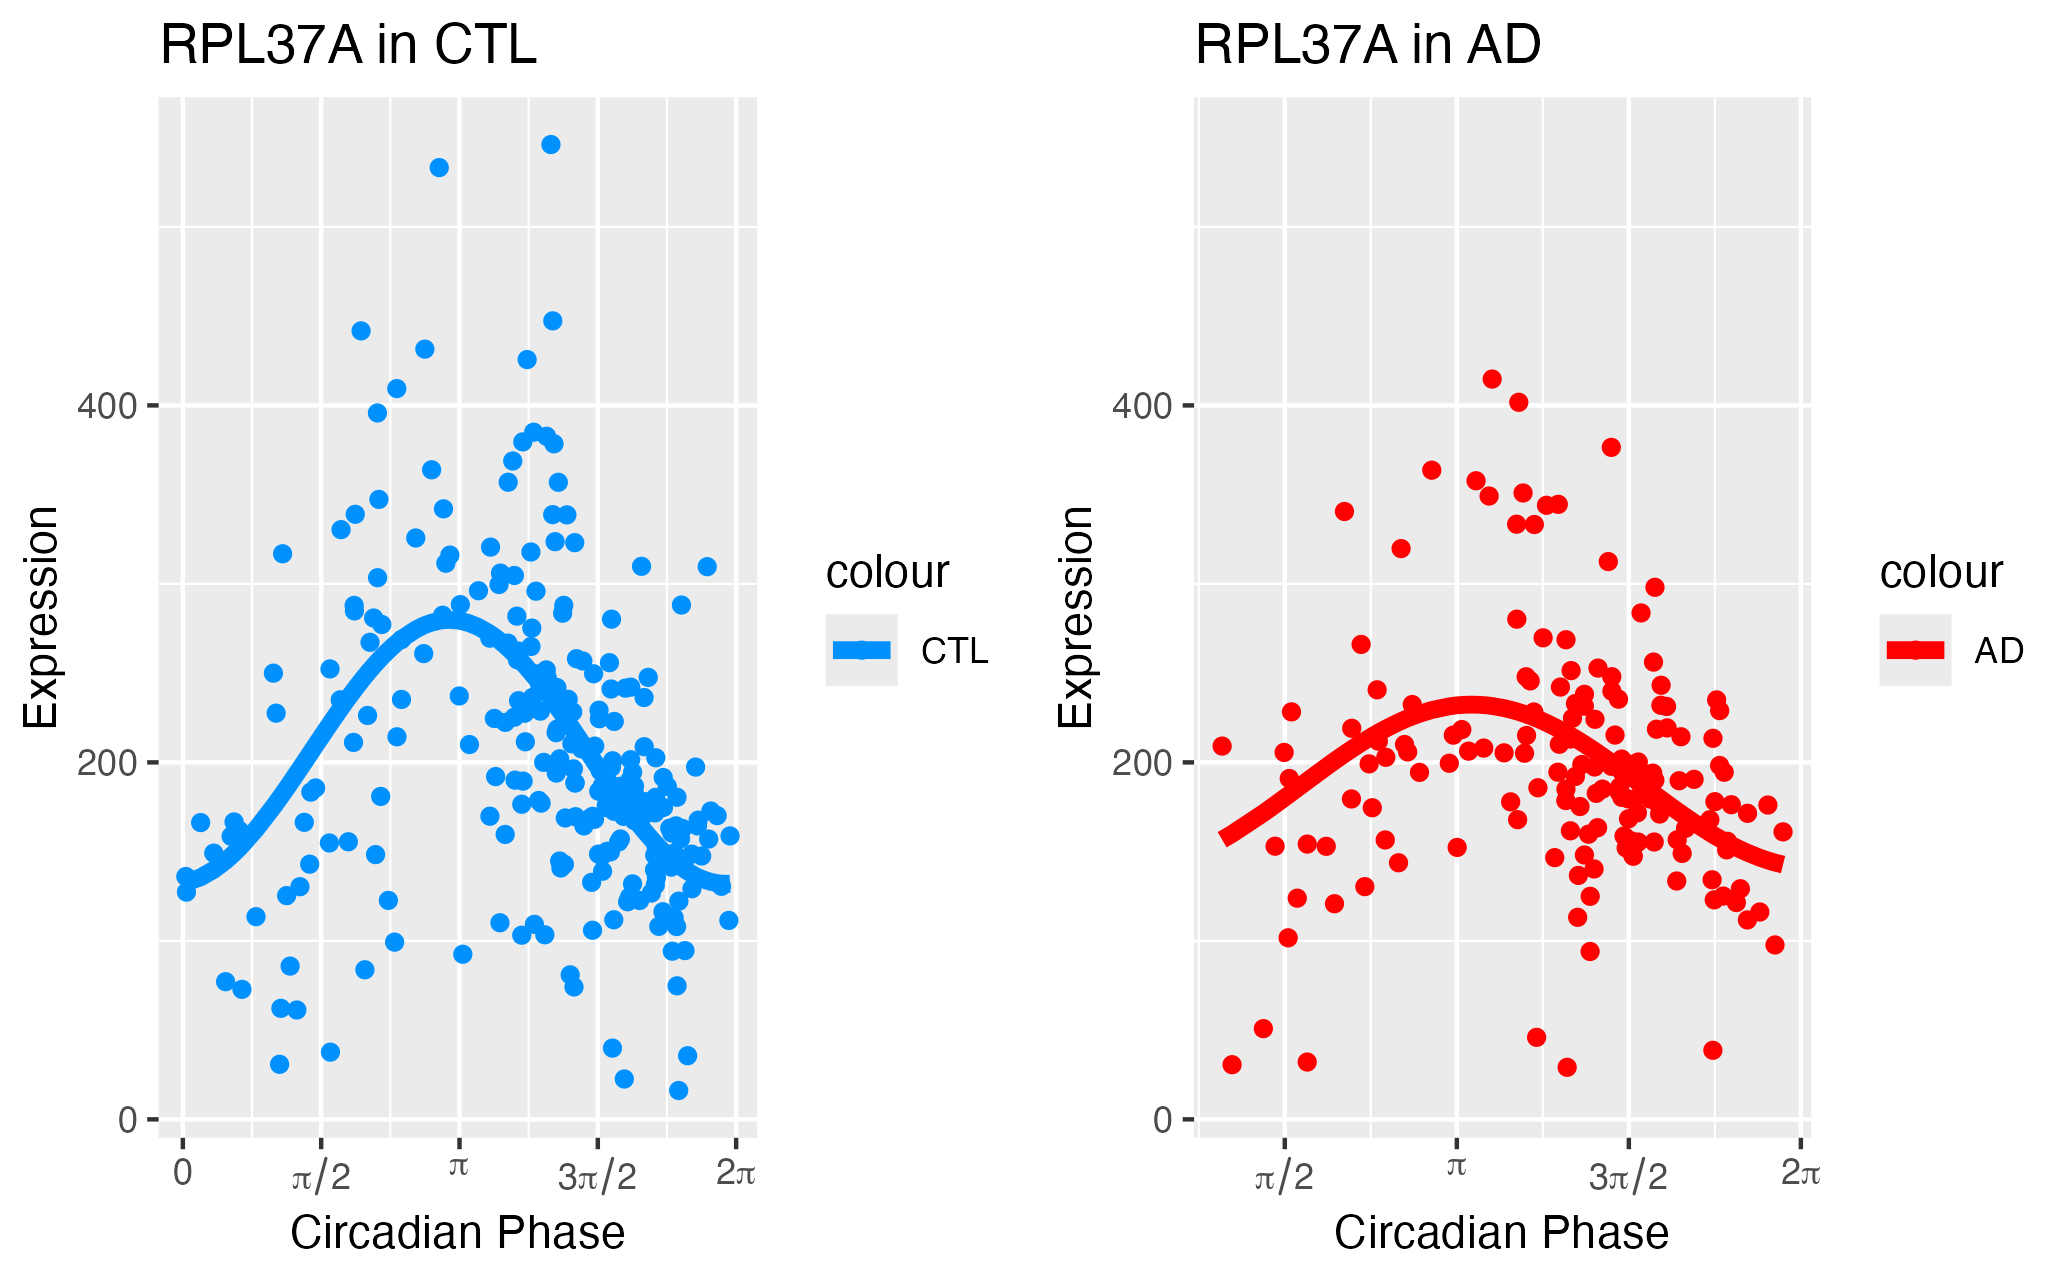 RPL37A in CTL
Expression
400
200
0
0
π/2
π
3π/2
2π
Circadian Phase
colour
CTL
RPL37A in AD
Expression
400
200
0
π/2
π
3π/2
2π
Circadian Phase
colour
AD